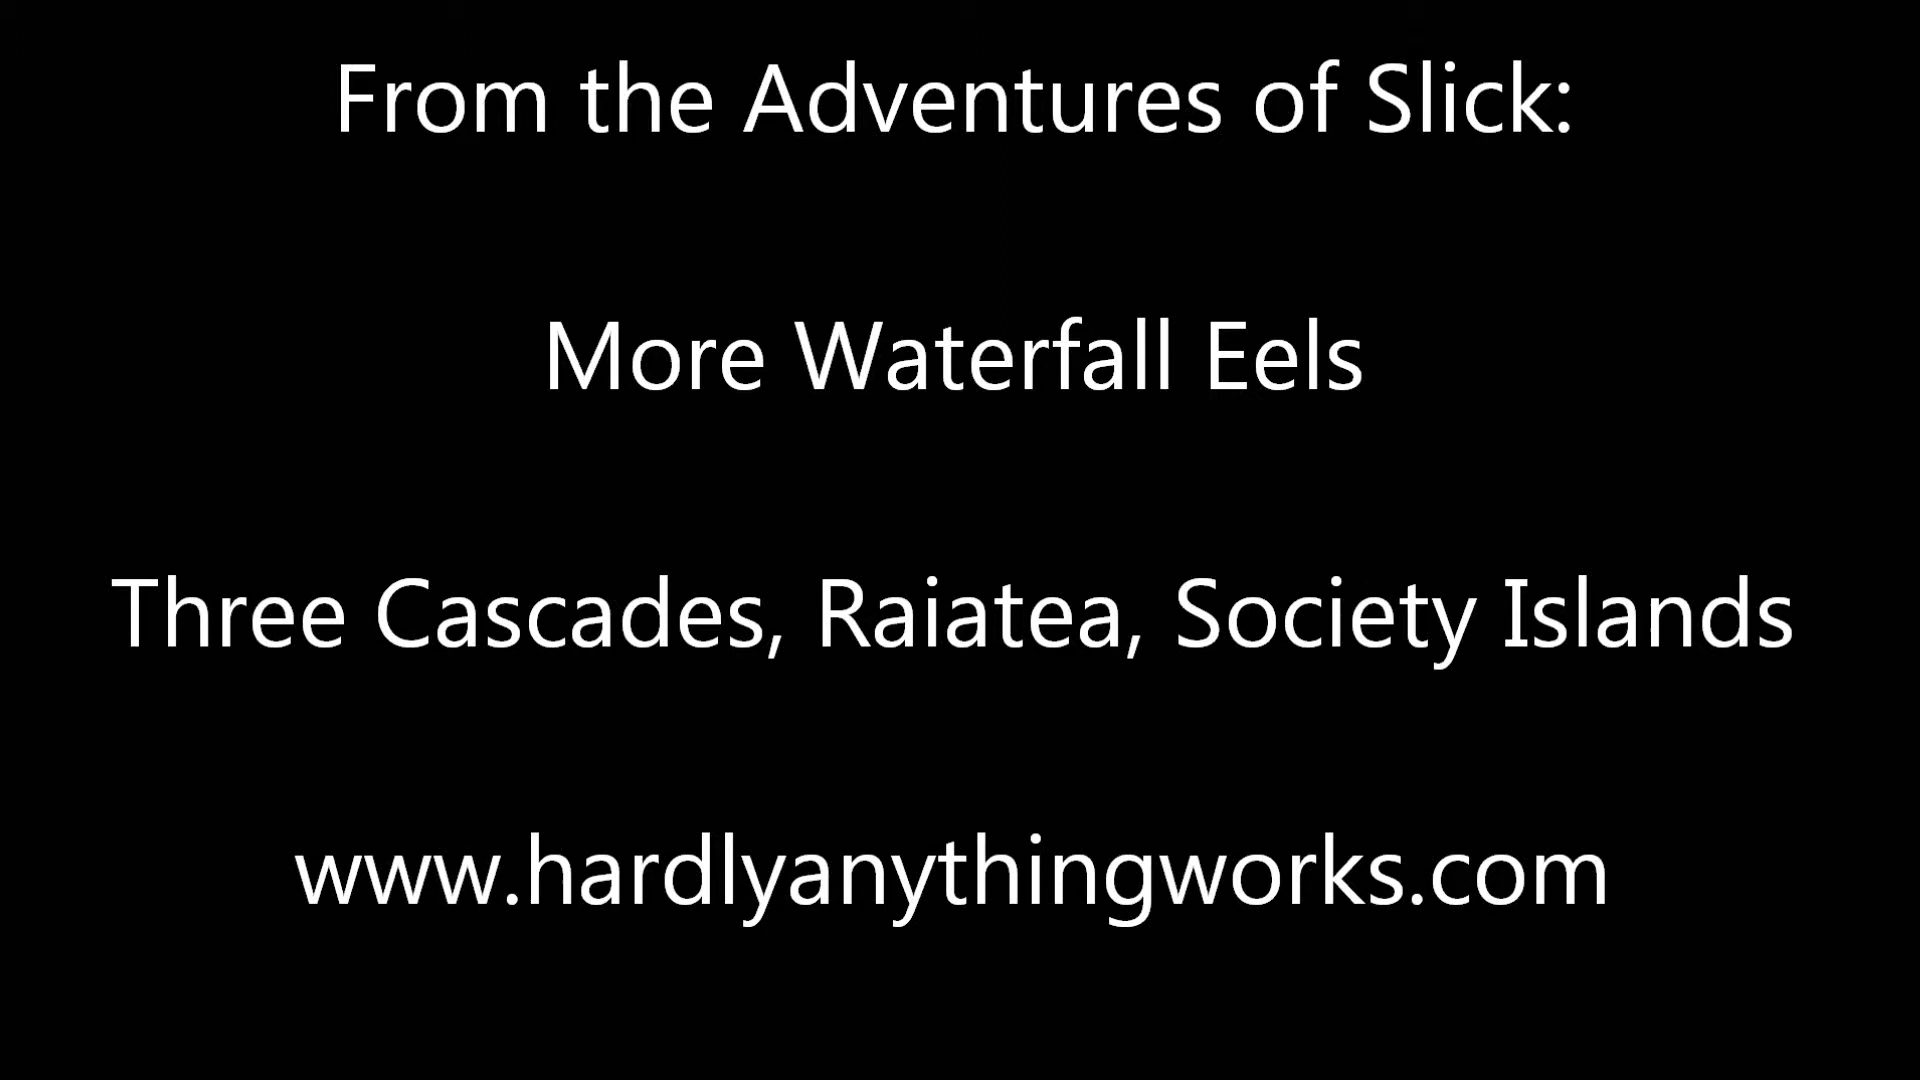 From the Adventures of Slick:
More Waterfall Eels
Three Cascades, Raiatea, Society Islands
www.hardlyanythingworks.com